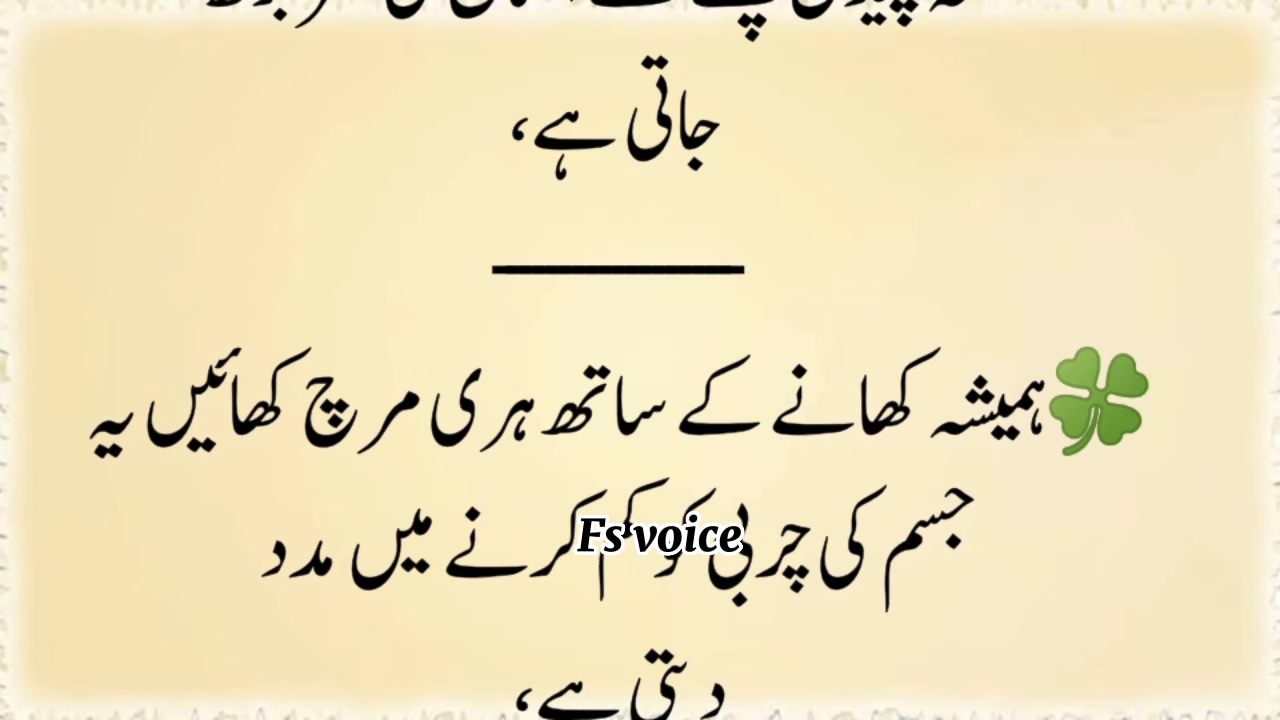 جاتی ہے،
🍀ہمیشہ کھانے کے ساتھ ہری مرچ کھائیں یہ
جسم کی چربی کو کم کرنے میں مدد
Fs voice
دیتی ہے،